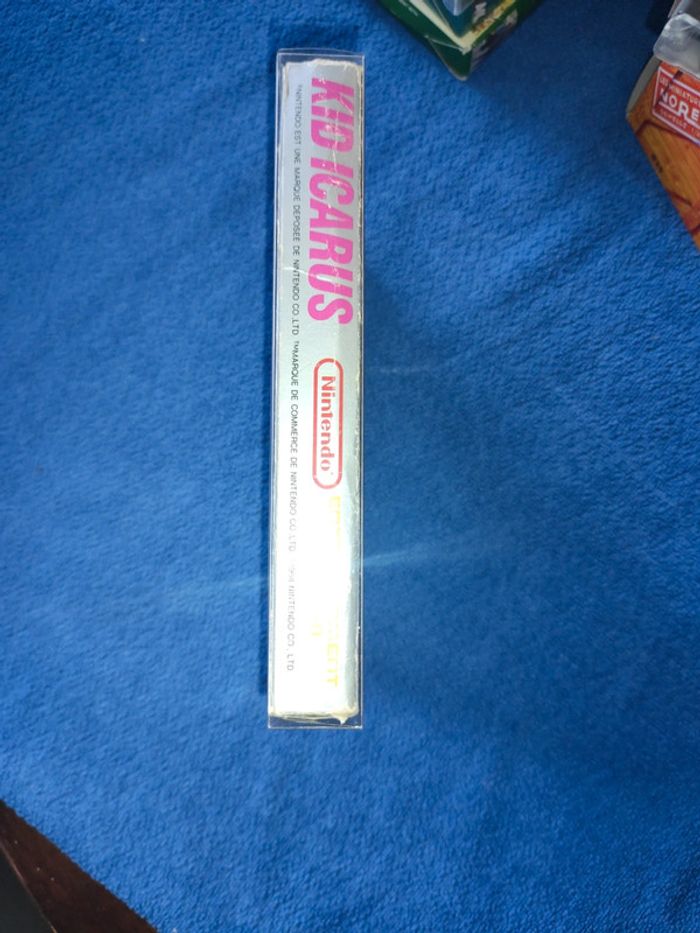 KID ICARUS
Nintendo
*NINTENDO EST UNE MARQUE DEPOSEE DE NINTENDO CO.,LTD. ™MARQUE DE COMMERCE DE NINTENDO CO.,LTD. NINTENDO CO., LTD.